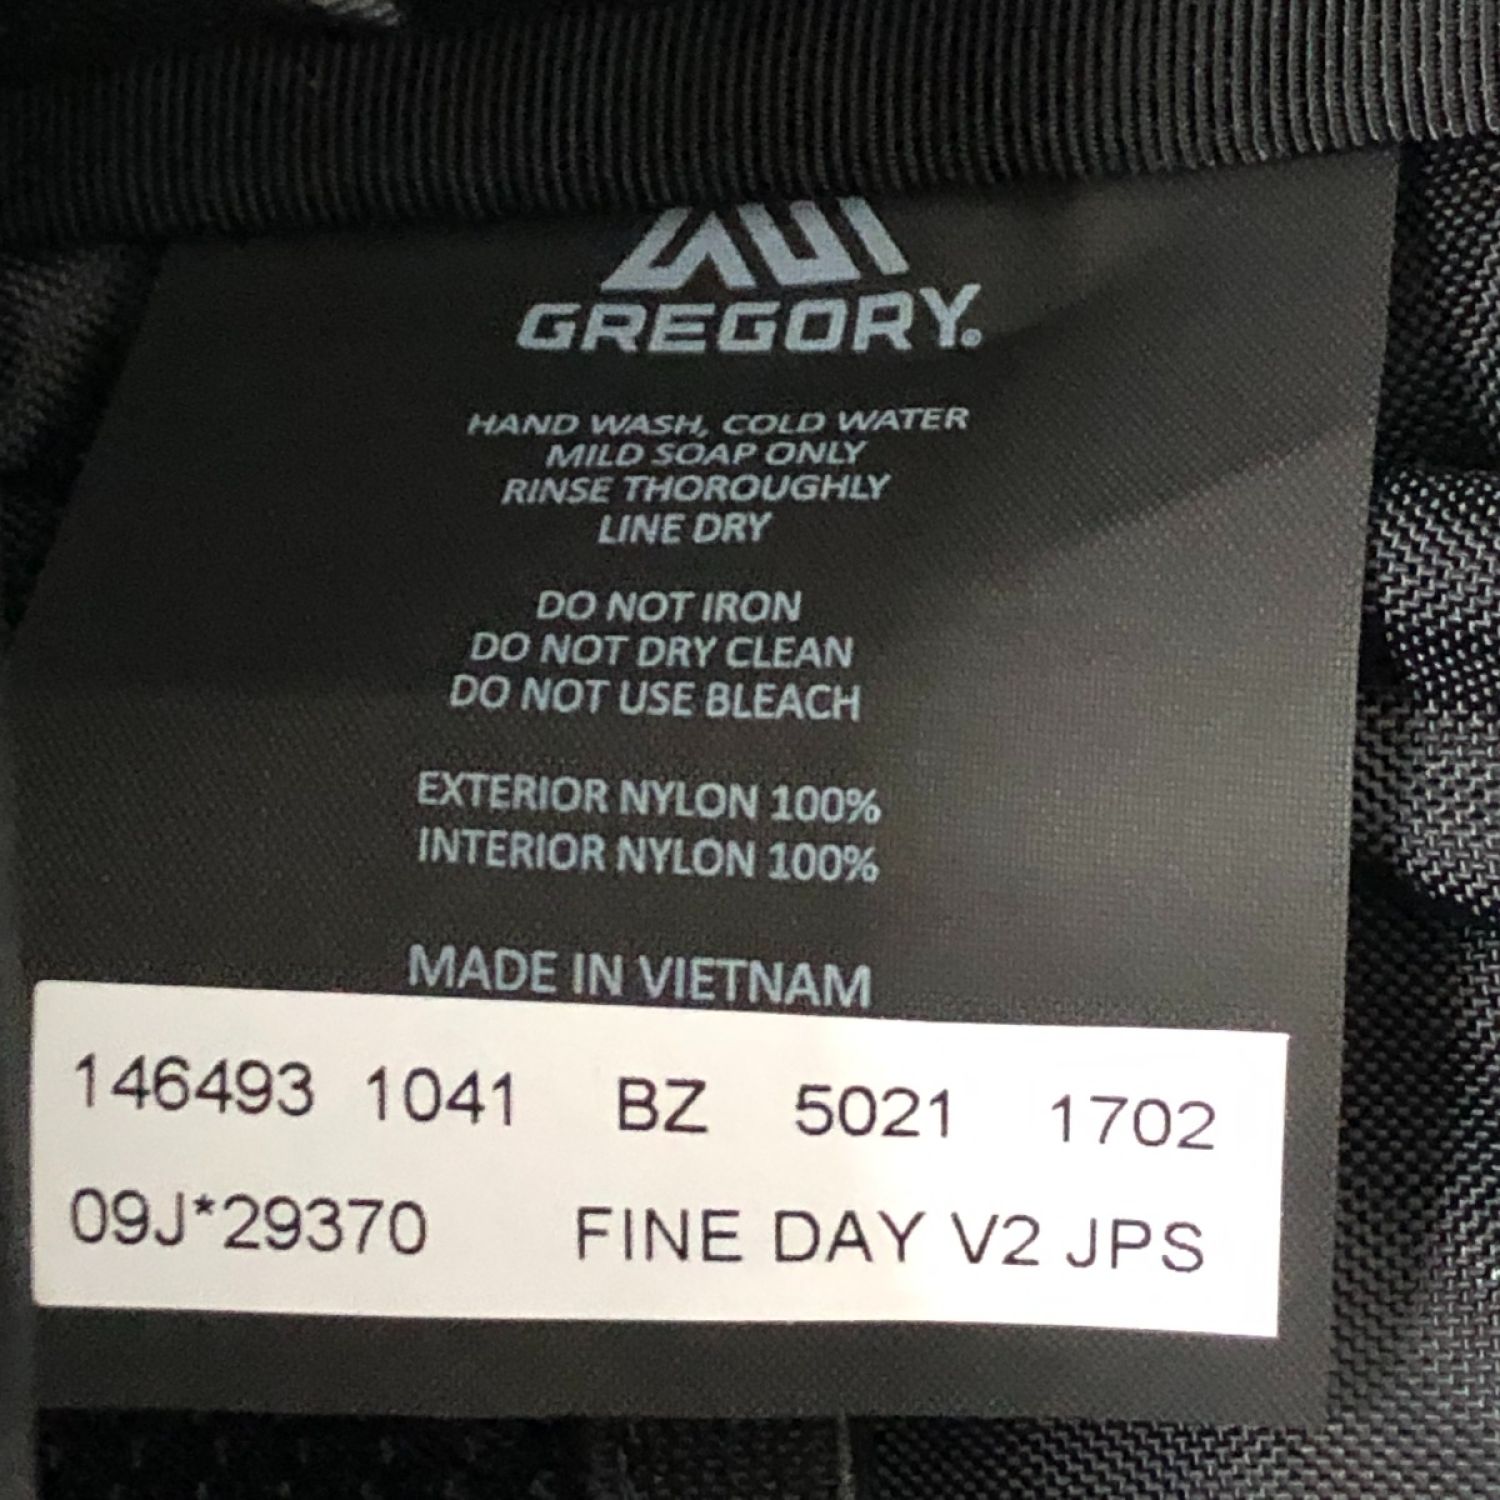 GREGORY.
HAND WASH, COLD WATER
MILD SOAP ONLY
RINSE THOROUGHLY
LINE DRY
DO NOT IRON
DO NOT DRY CLEAN
DO NOT USE BLEACH
EXTERIOR NYLON 100%
INTERIOR NYLON 100%
MADE IN VIETNAM
146493 1041 BZ 5021 1702
09J*29370 FINE DAY V2 JPS